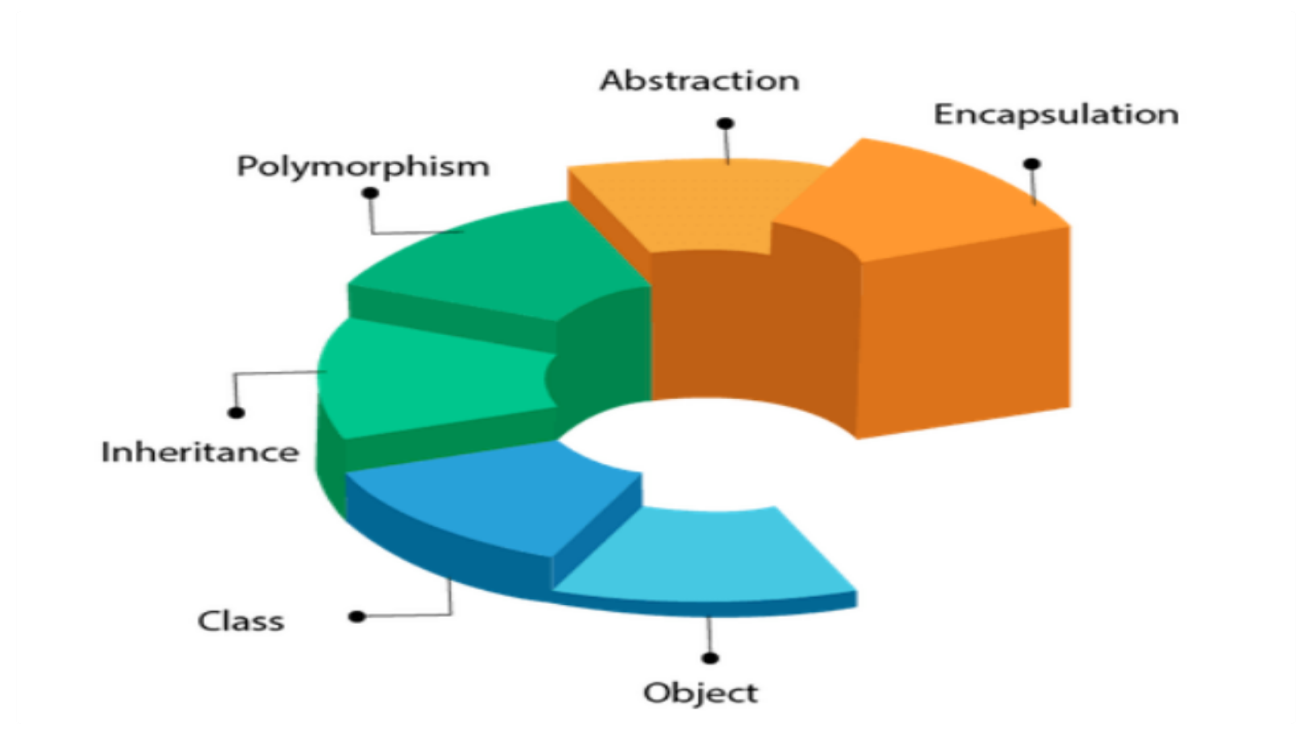 Abstraction
Encapsulation
Polymorphism
Inheritance
Class
Object